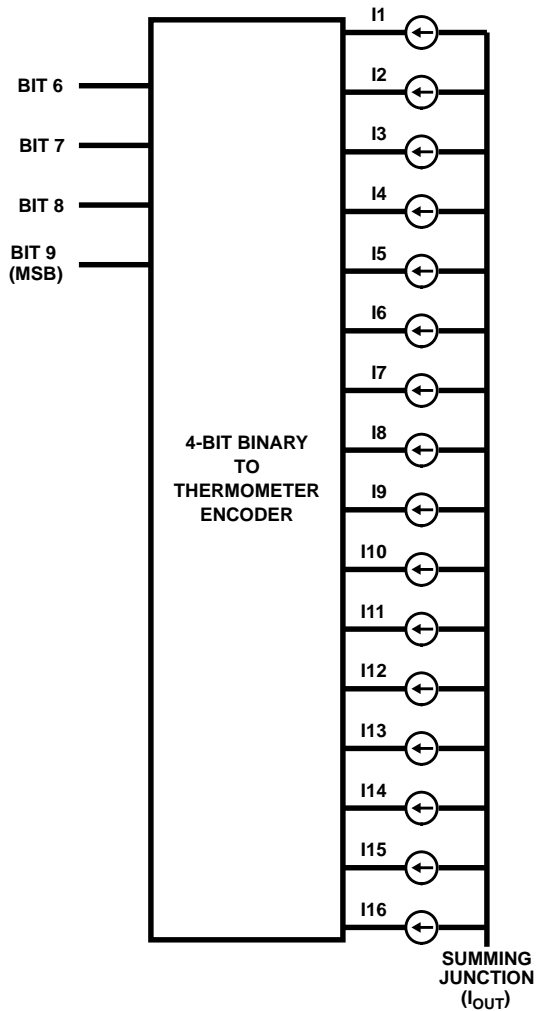 BIT 6
BIT 7
BIT 8
BIT 9
(MSB)
4-BIT BINARY
TO
THERMOMETER
ENCODER
I1
I2
I3
I4
I5
I6
I7
I8
I9
I10
I11
I12
I13
I14
I15
I16
SUMMING
JUNCTION
(IOUT)